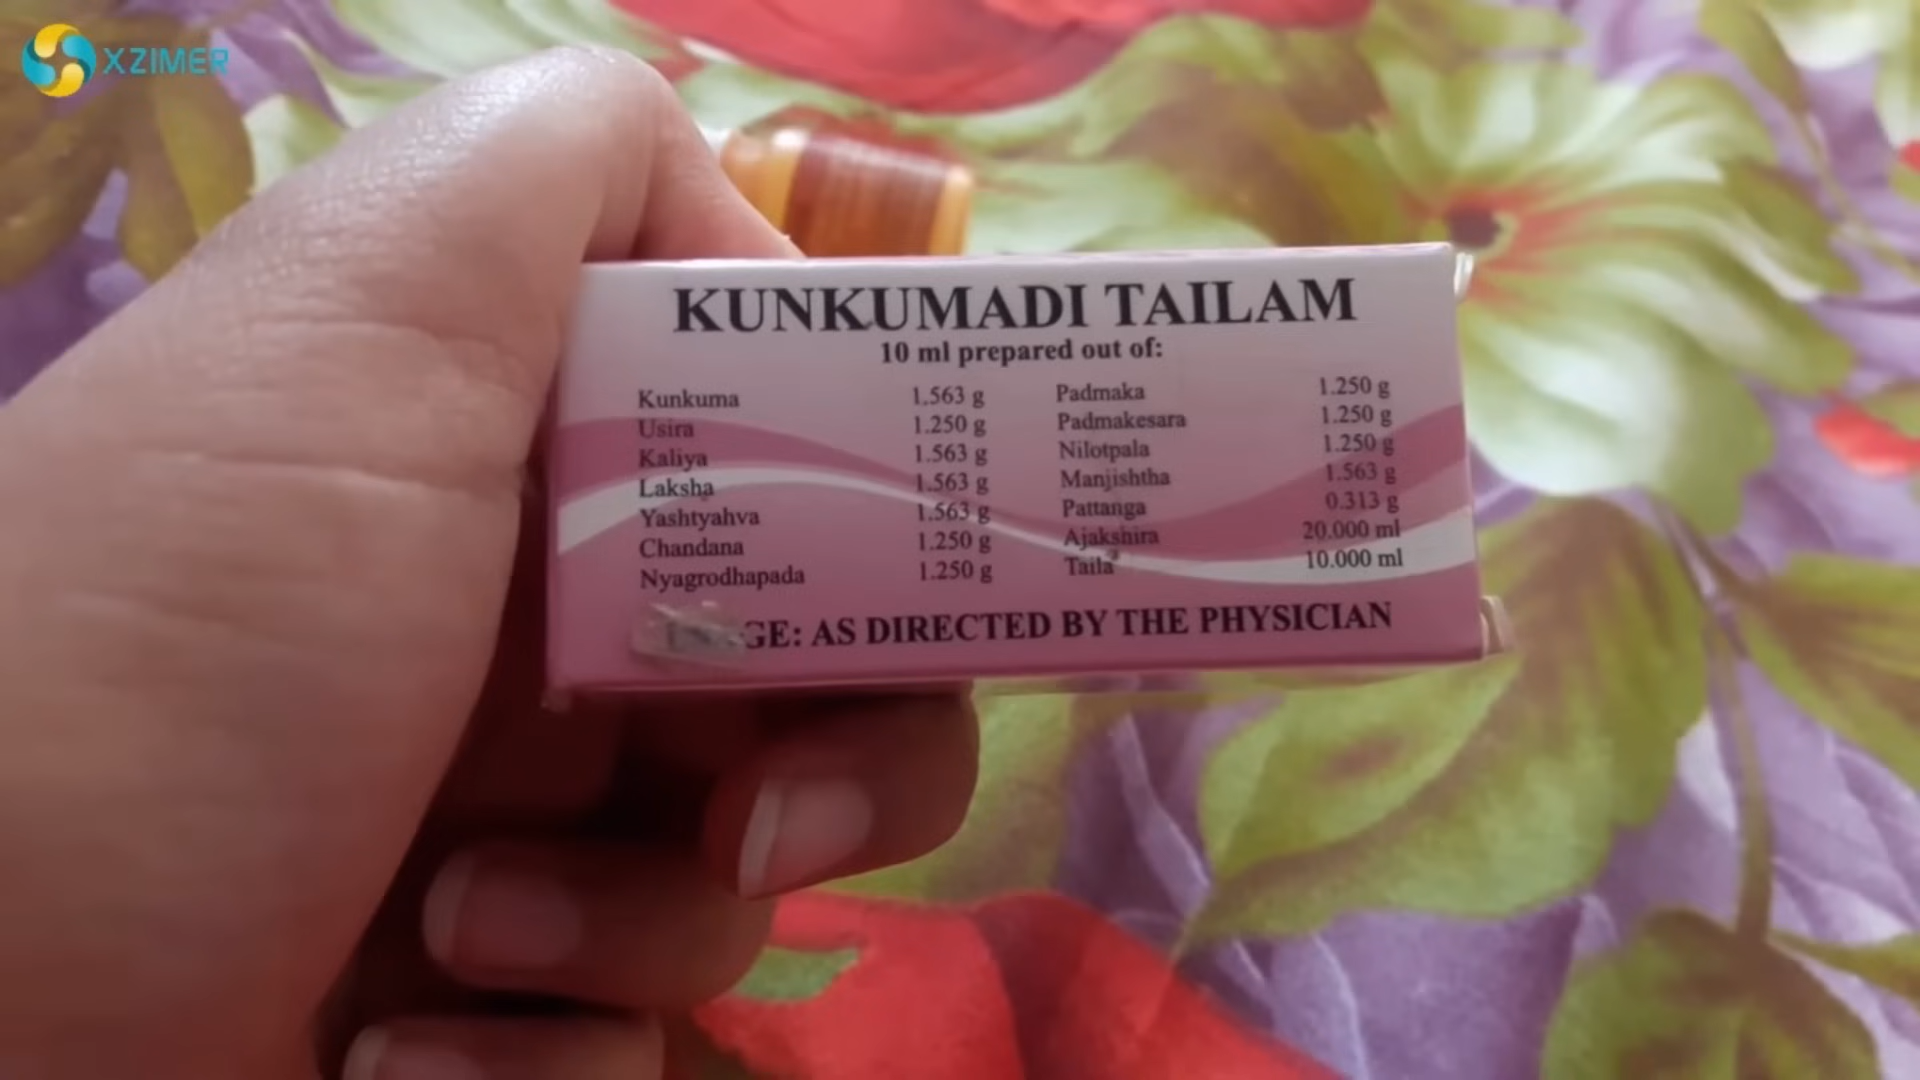 XZIMER
KUNKUMADI TAILAM
10 ml prepared out of:
Kunkuma 1.563 g
Usira 1.250 g
Kaliya 1.563 g
Laksha 1.563 g
Yashtyahva 1.563 g
Chandana 1.250 g
Nyagrodhapada 1.250 g
Padmaka 1.250 g
Padmakesara 1.250 g
Nilotpala 1.250 g
Manjishtha 1.563 g
Pattanga 0.313 g
Ajakshira 20.000 ml
Taila 10.000 ml
GE: AS DIRECTED BY THE PHYSICIAN